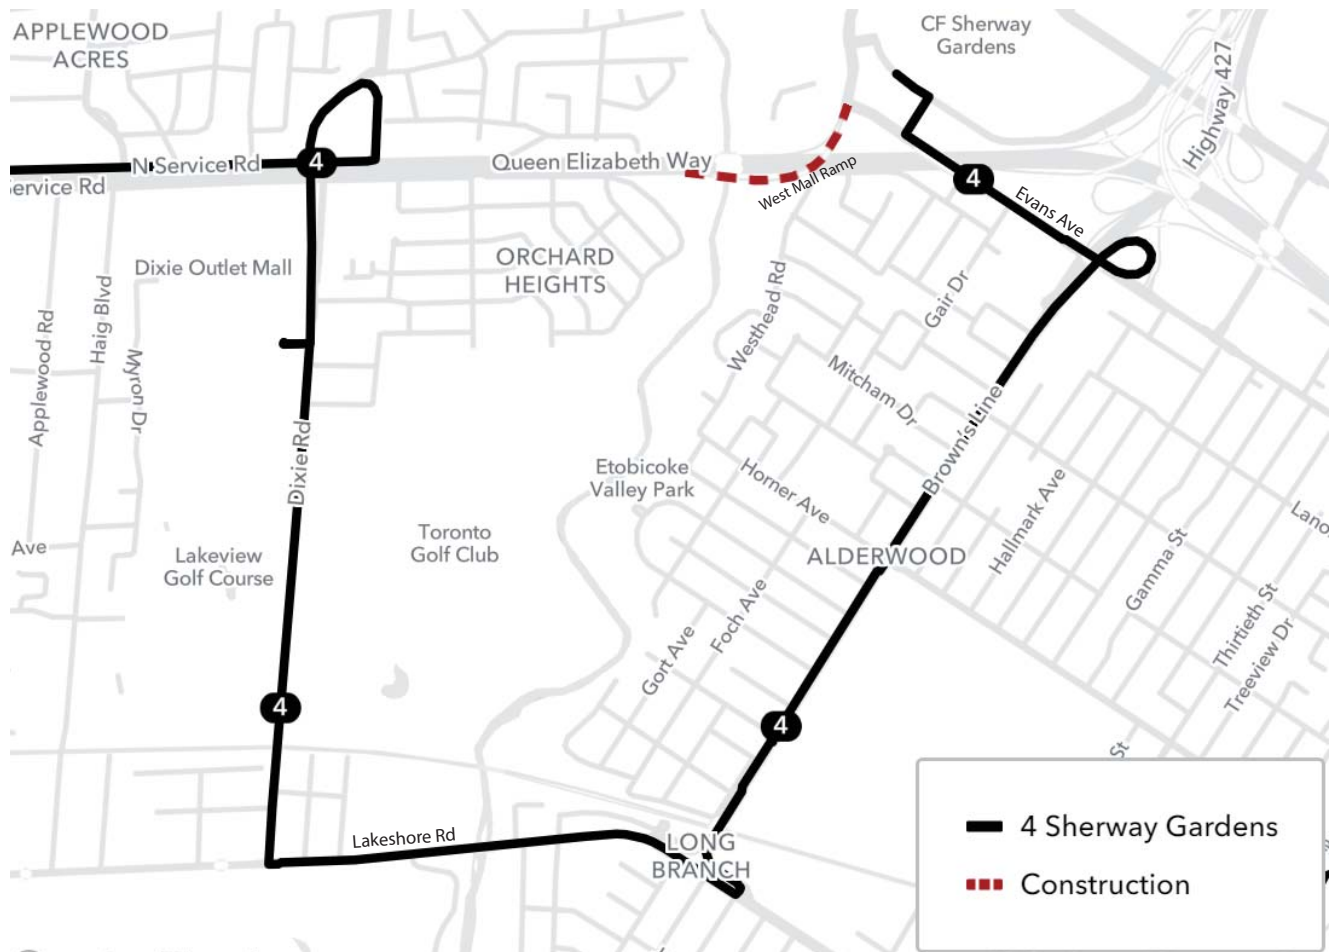 APPLEWOOD
ACRES
CF Sherway
Gardens
Highway 427
N Service Rd
4
Queen Elizabeth Way
West Mall Ramp
4
Evans Ave
ervice Rd
Dixie Outlet Mall
ORCHARD
HEIGHTS
Applewood Rd
Haig Blvd
Myron Dr
Westhead Rd
Gair Dr
Mitcham Dr
Dixie Rd
Brown's Line
Etobicoke
Valley Park
Horner Ave
Hallmark Ave
Lano
Ave
Lakeview
Golf Course
Toronto
Golf Club
ALDERWOOD
Gamma St
Foch Ave
Gort Ave
Thirtieth St
Treeview Dr
4
4
St
Lakeshore Rd
LONG
BRANCH
4 Sherway Gardens
Construction